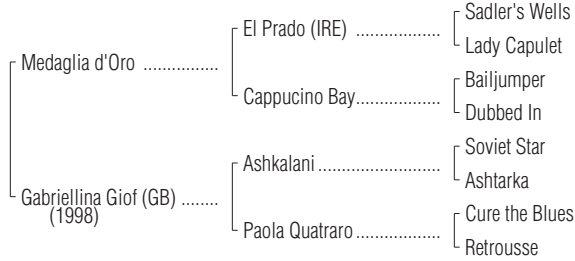 Sadler's Wells
El Prado (IRE) ..................
Lady Capulet
Medaglia d'Oro ................
Bailjumper
Cappucino Bay..................
Dubbed In
Soviet Star
Ashkalani..........................
Ashtarka
Gabriellina Giof (GB) ........
(1998)
Cure the Blues
Paola Quatraro..................
Retrousse